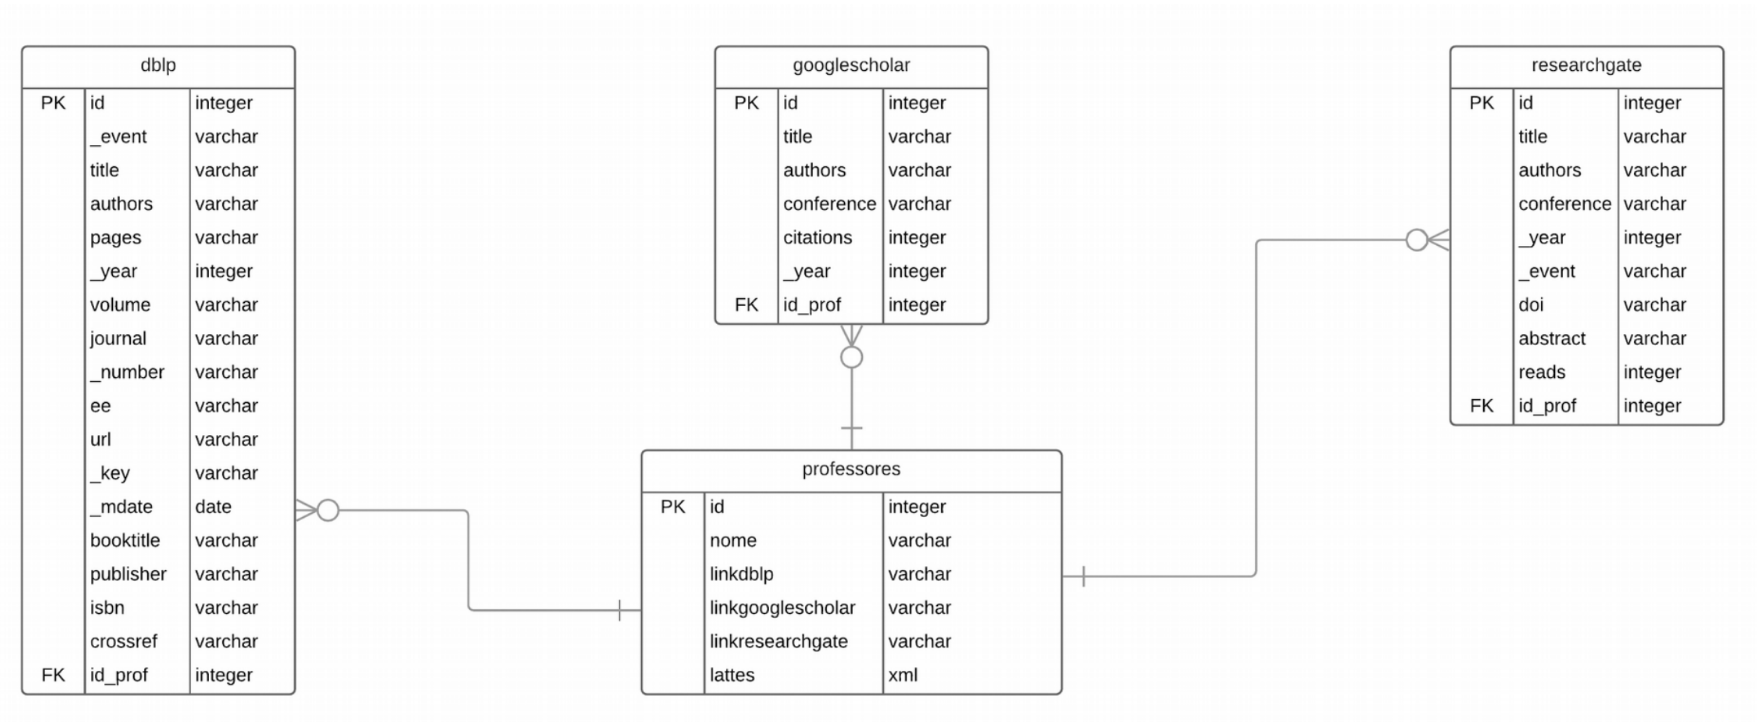 dblp
PK id integer
_event varchar
title varchar
authors varchar
pages varchar
_year integer
volume varchar
journal varchar
_number varchar
ee varchar
url varchar
_key varchar
_mdate date
booktitle varchar
publisher varchar
isbn varchar
crossref varchar
FK id_prof integer
googlescholar
PK id integer
title varchar
authors varchar
conference varchar
citations integer
_year integer
FK id_prof integer
professores
PK id integer
nome varchar
linkdblp varchar
linkgooglescholar varchar
linkresearchgate varchar
lattes xml
researchgate
PK id integer
title varchar
authors varchar
conference varchar
_year integer
_event varchar
doi varchar
abstract varchar
reads integer
FK id_prof integer